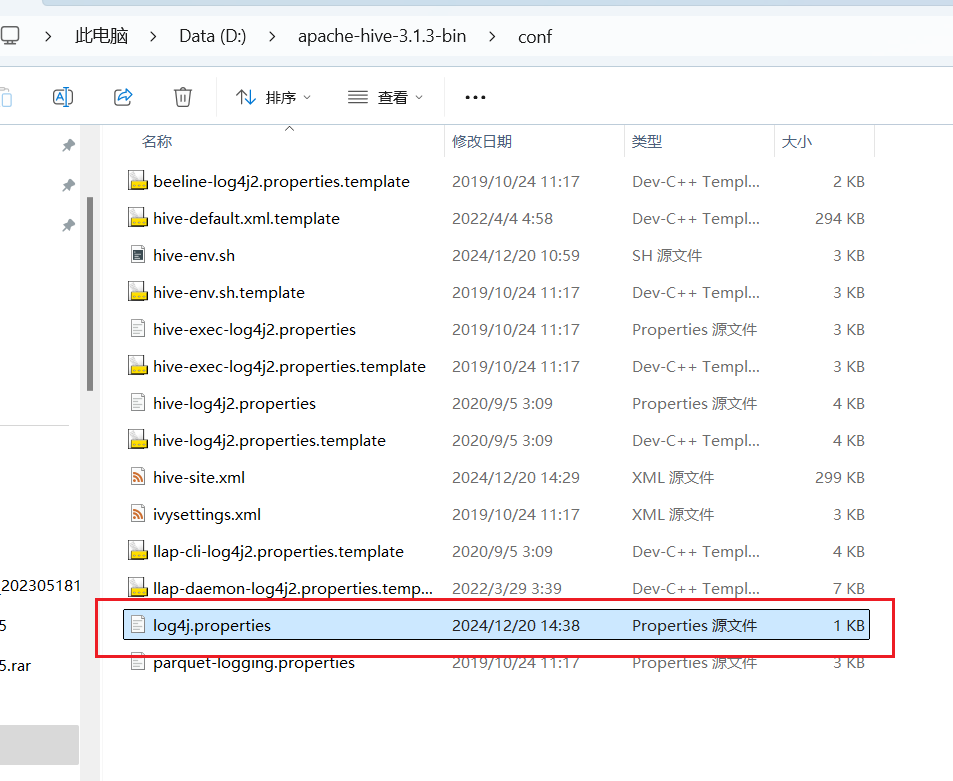 此电脑 > Data (D:) > apache-hive-3.1.3-bin > conf
排序 查看 ...
名称 修改日期 类型 大小
beeline-log4j2.properties.template 2019/10/24 11:17 Dev-C++ Templ... 2 KB
hive-default.xml.template 2022/4/4 4:58 Dev-C++ Templ... 294 KB
hive-env.sh 2024/12/20 10:59 SH 源文件 3 KB
hive-env.sh.template 2019/10/24 11:17 Dev-C++ Templ... 3 KB
hive-exec-log4j2.properties 2019/10/24 11:17 Properties 源文件 3 KB
hive-exec-log4j2.properties.template 2019/10/24 11:17 Dev-C++ Templ... 3 KB
hive-log4j2.properties 2020/9/5 3:09 Properties 源文件 4 KB
hive-log4j2.properties.template 2020/9/5 3:09 Dev-C++ Templ... 4 KB
hive-site.xml 2024/12/20 14:29 XML 源文件 299 KB
ivysettings.xml 2019/10/24 11:17 XML 源文件 3 KB
llap-cli-log4j2.properties.template 2020/9/5 3:09 Dev-C++ Templ... 4 KB
_202305181
llap-daemon-log4j2.properties.temp... 2022/3/29 3:39 Dev-C++ Templ... 7 KB
5
log4j.properties 2024/12/20 14:38 Properties 源文件 1 KB
5.rar
parquet-logging.properties 2019/10/24 11:17 Properties 源文件 3 KB